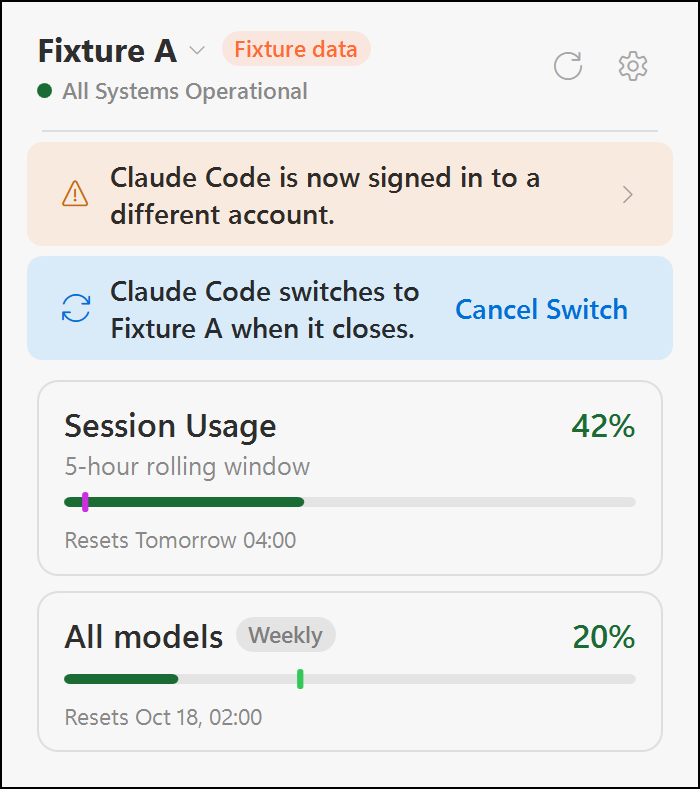 Fixture A
Fixture data
All Systems Operational
Claude Code is now signed in to a
different account.
Claude Code switches to
Fixture A when it closes.
Cancel Switch
Session Usage
42%
5-hour rolling window
Resets Tomorrow 04:00
All models
Weekly
20%
Resets Oct 18, 02:00